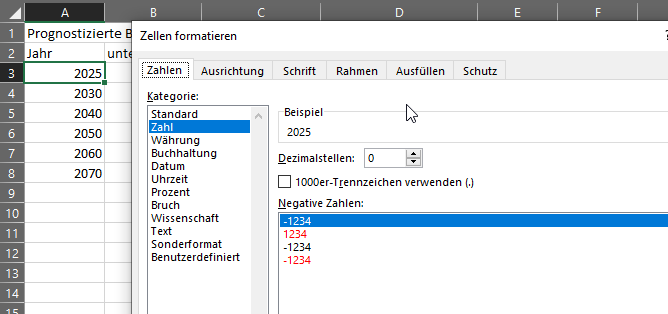 A B C D E F
1 Prognostizierte B
2 Jahr unte
3 2025
4 2030
5 2040
6 2050
7 2060
8 2070
9
10
11
12
13
14
15
Zellen formatieren
Zahlen Ausrichtung Schrift Rahmen Ausfüllen Schutz
Kategorie:
Standard
Zahl
Währung
Buchhaltung
Datum
Uhrzeit
Prozent
Bruch
Wissenschaft
Text
Sonderformat
Benutzerdefiniert
Beispiel
2025
Dezimalstellen: 0
1000er-Trennzeichen verwenden (.)
Negative Zahlen:
-1234
1234
-1234
-1234